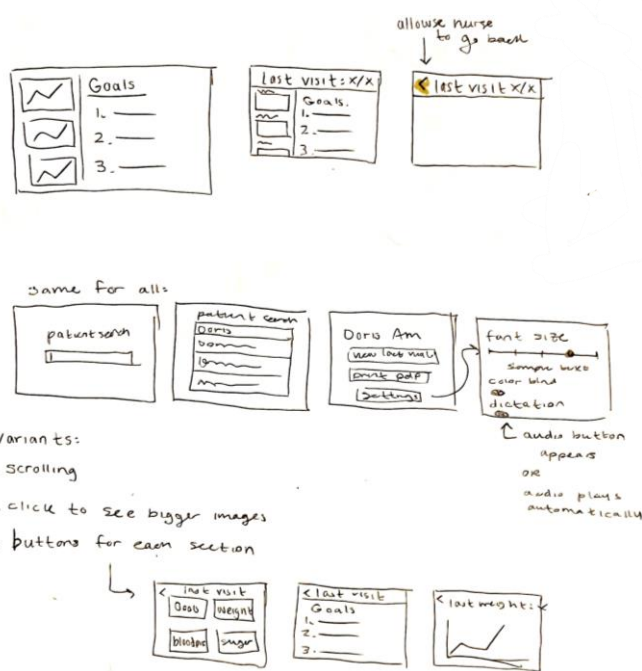 allowse nurse
to go back
Goals
1.
2.
3.
last visit: x/x
Goals.
1.
2.
3.
< last visit x/x
same for all:
patient search
patient search
Doris
Doris Am
view last visit
print pdf
settings
font size
sample text
color blind
dictation
audio button
appears
OR
audio plays
automatically
Variants:
scrolling
click to see bigger images
buttons for each section
< last visit
Goals
weight
sugar
< last visit
Goals
1.
2.
3.
< last weight: